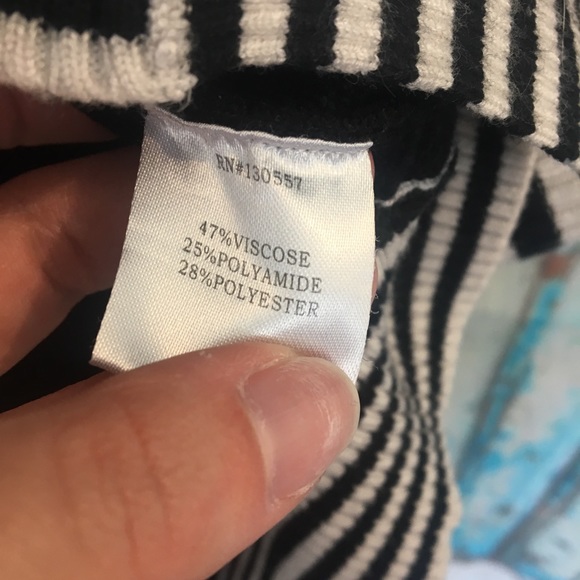 RN#130557
47%VISCOSE
25%POLYAMIDE
28%POLYESTER